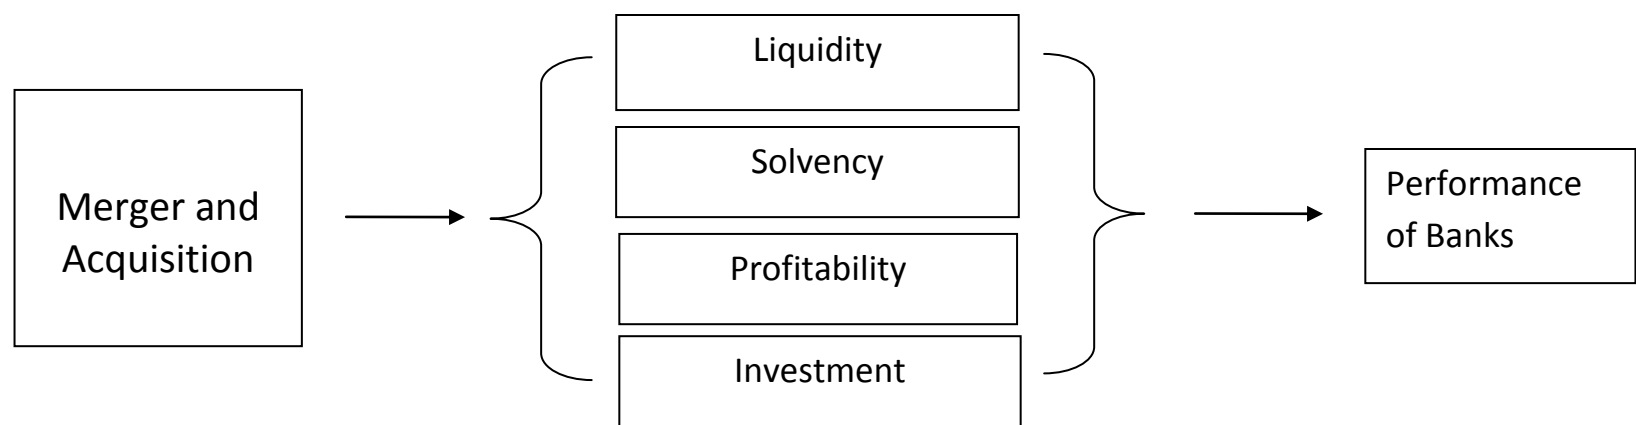 Merger and
Acquisition
Liquidity
Solvency
Profitability
Investment
Performance
of Banks